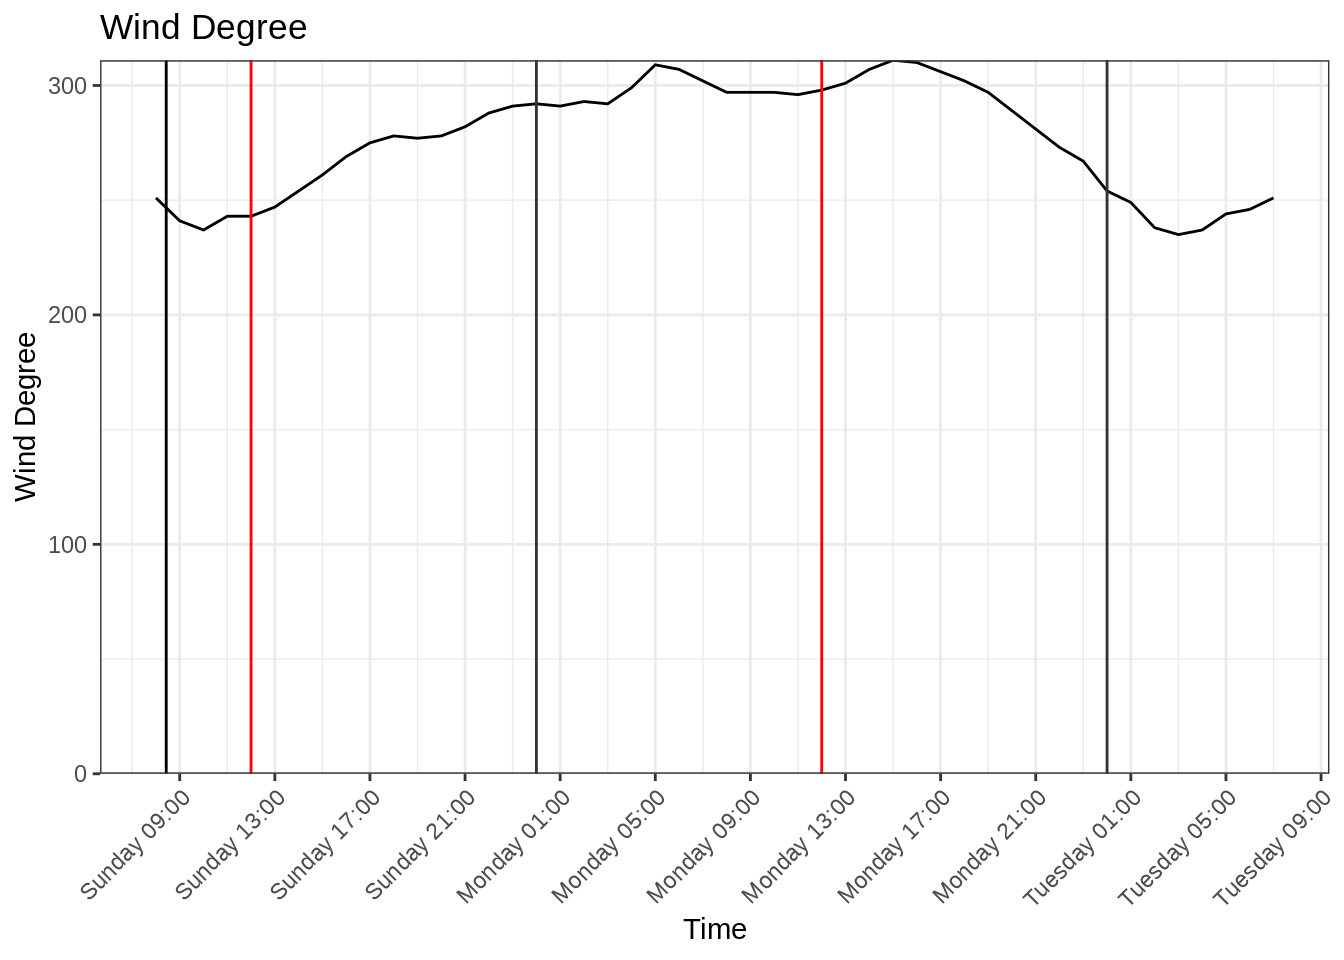 Wind Degree
Wind Degree
300
200
100
0
Sunday 09:00
Sunday 13:00
Sunday 17:00
Sunday 21:00
Monday 01:00
Monday 05:00
Monday 09:00
Monday 13:00
Monday 17:00
Monday 21:00
Tuesday 01:00
Tuesday 05:00
Tuesday 09:00
Time